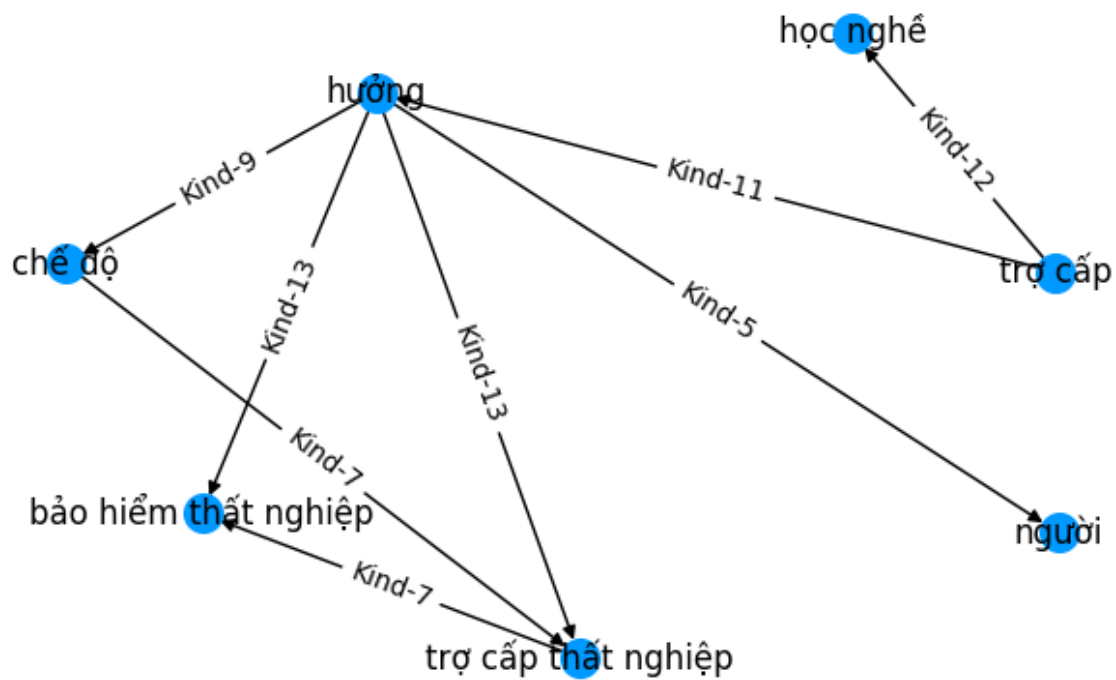 học nghề
hưởng
Kind-12
Kind-9
Kind-11
chế độ
trợ cấp
Kind-13
Kind-5
Kind-13
Kind-7
bảo hiểm thất nghiệp
người
Kind-7
trợ cấp thất nghiệp